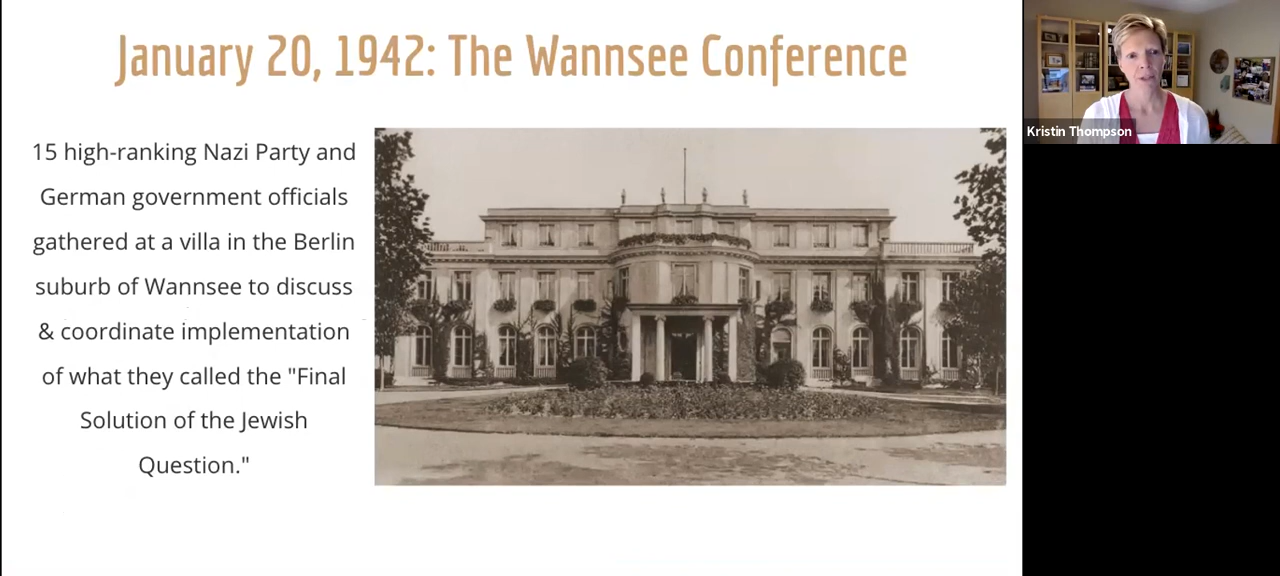 January 20, 1942: The Wannsee Conference
15 high-ranking Nazi Party and
German government officials
gathered at a villa in the Berlin
suburb of Wannsee to discuss
& coordinate implementation
of what they called the "Final
Solution of the Jewish
Question."
Kristin Thompson